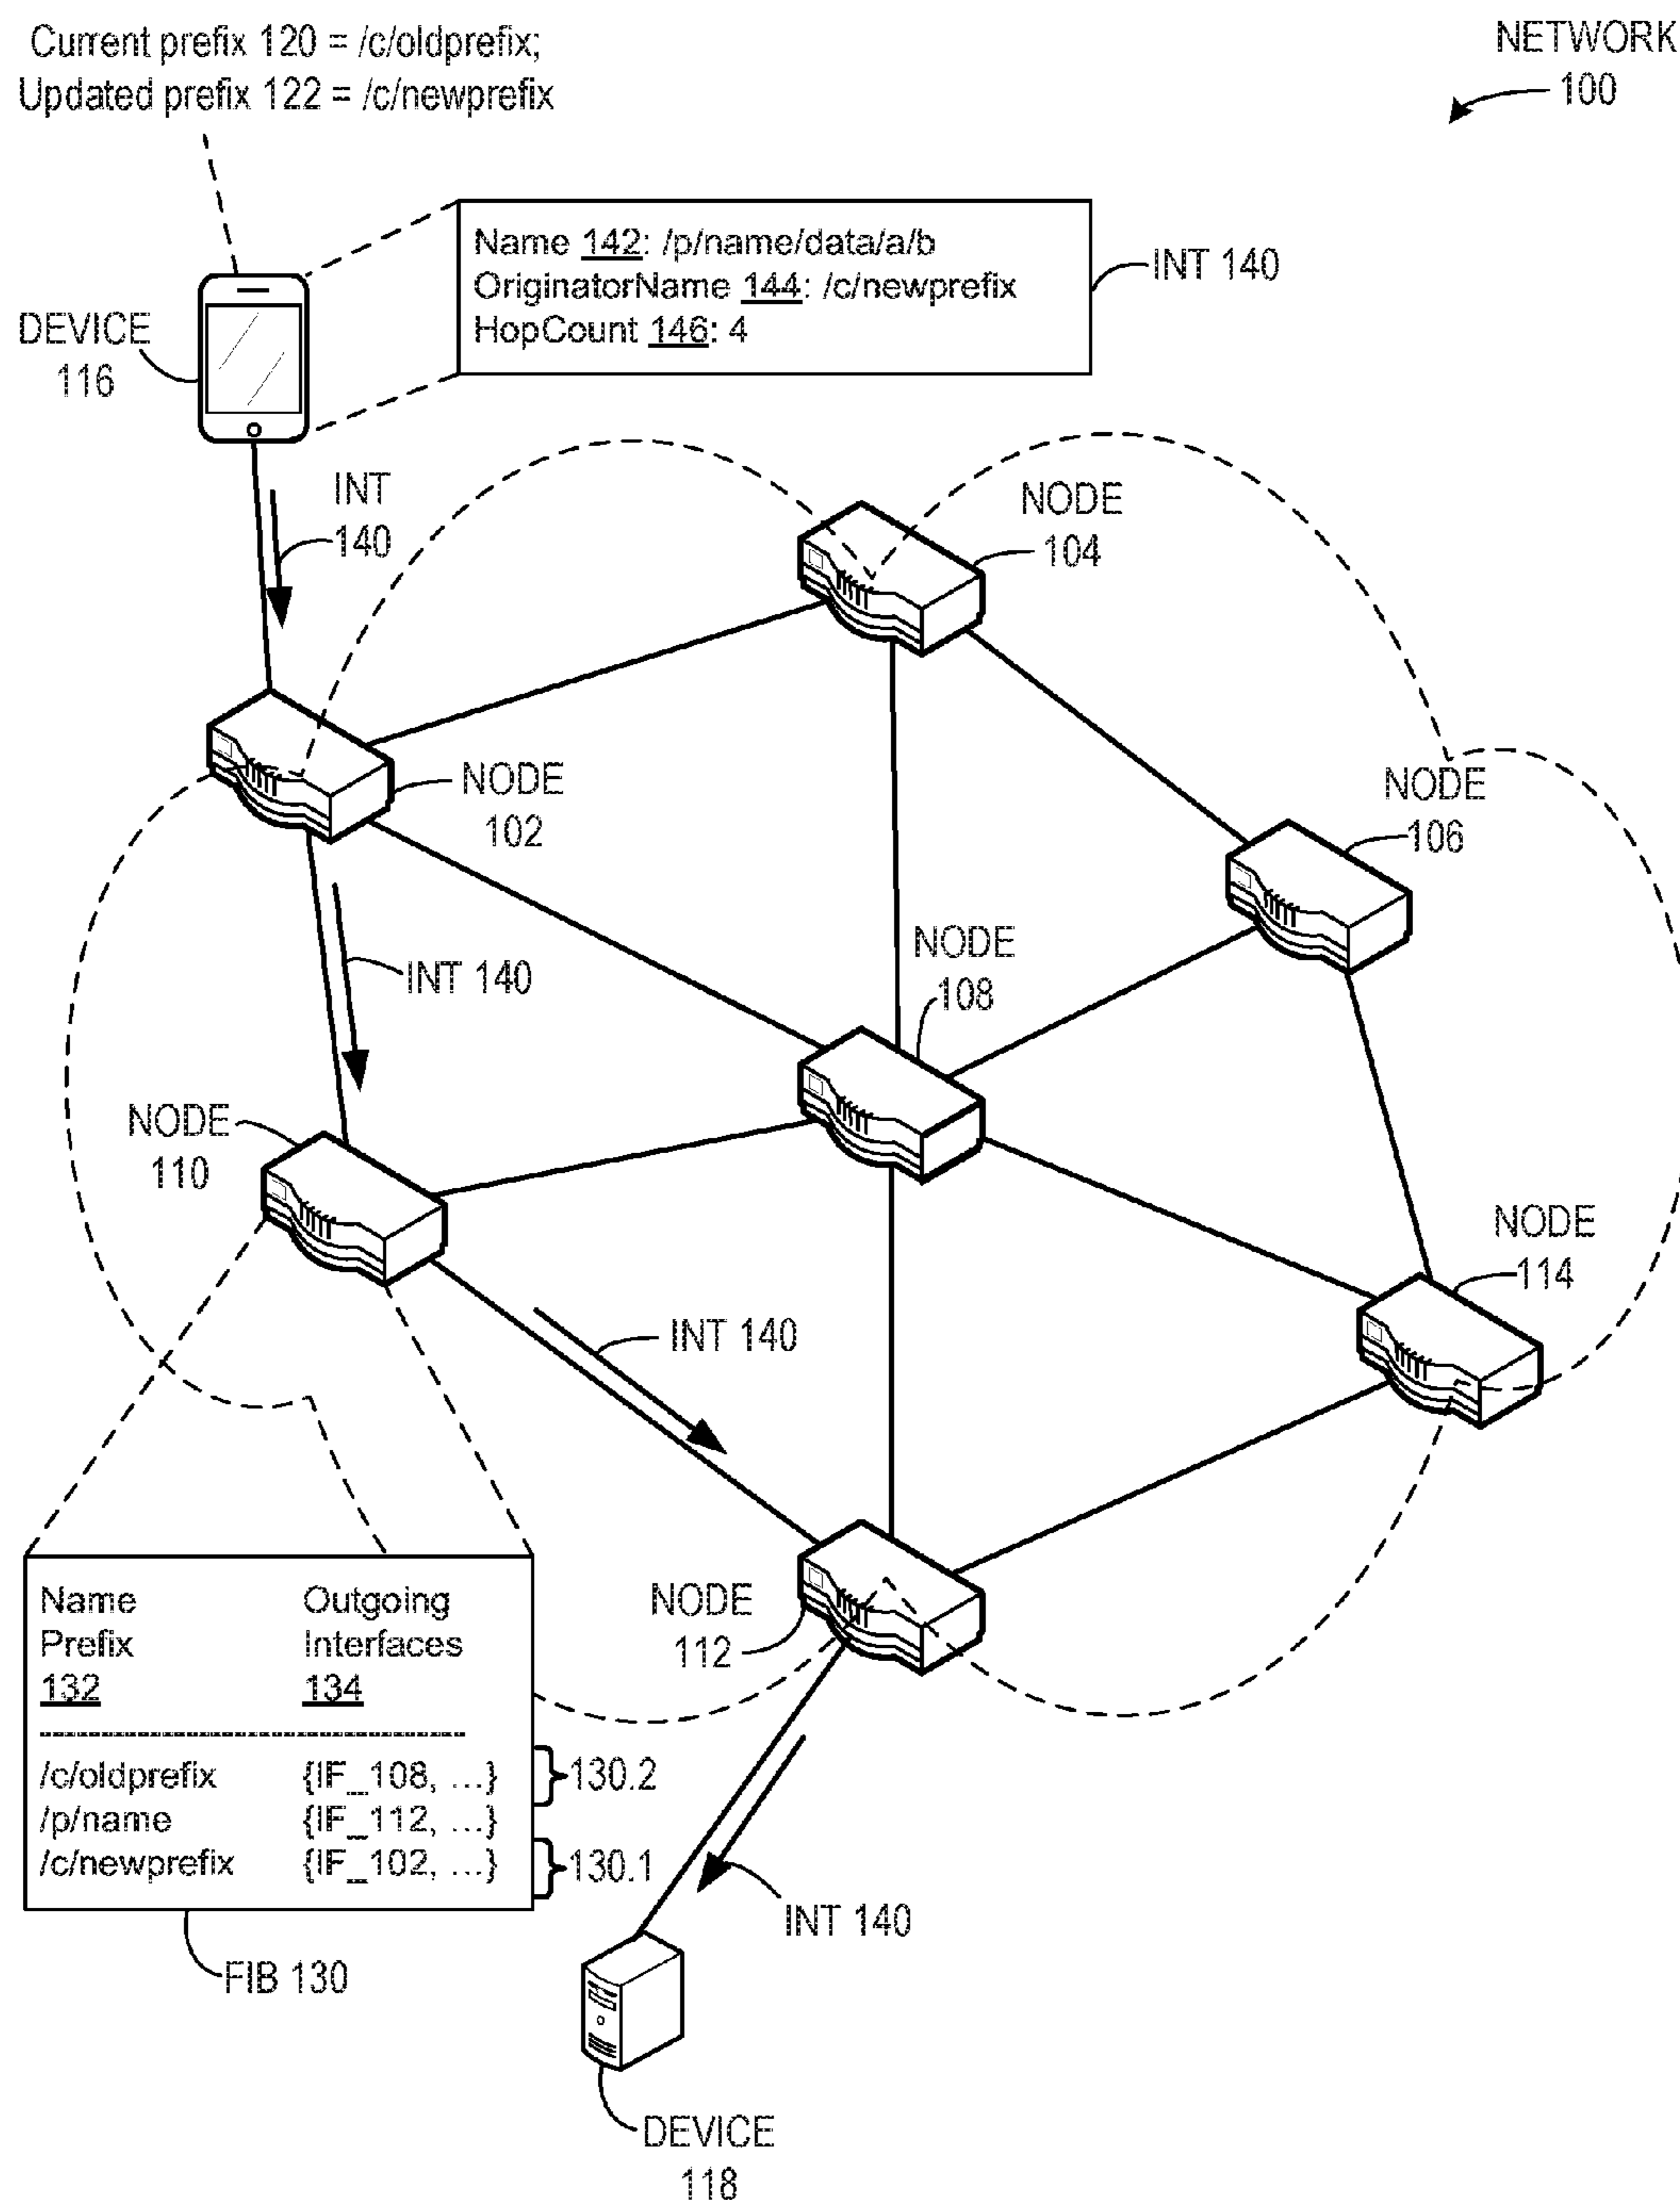 Current prefix 120 = /c/oldprefix;
Updated prefix 122 = /c/newprefix
NETWORK
100
Name 142: /p/name/data/a/b
OriginatorName 144: /c/newprefix
HopCount 146: 4
INT 140
DEVICE
116
INT
140
NODE
104
NODE
102
NODE
106
INT 140
NODE
108
NODE
110
NODE
114
INT 140
NODE
112
Name Outgoing
Prefix Interfaces
132 134
/c/oldprefix {IF_108, ...} 130.2
/p/name {IF_112, ...}
/c/newprefix {IF_102, ...} 130.1
INT 140
FIB 130
DEVICE
118